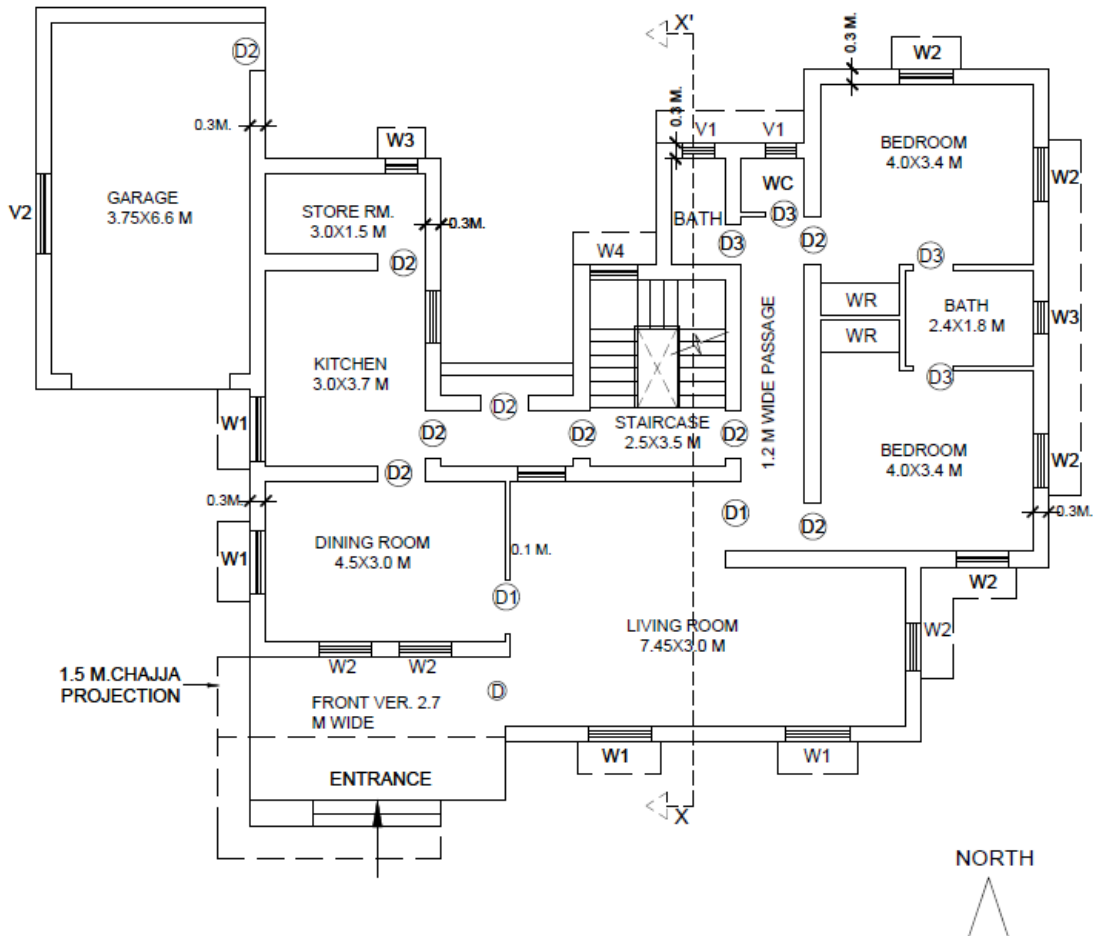 X'
0.3 M.
W2
D2
0.3M.
0.3 M.
V1
V1
W3
BEDROOM
4.0X3.4 M
WC
W2
GARAGE
3.75X6.6 M
V2
STORE RM.
3.0X1.5 M
0.3M.
BATH
D3
D3
D2
W4
D2
D3
WR
BATH
2.4X1.8 M
W3
WR
KITCHEN
3.0X3.7 M
1.2 M WIDE PASSAGE
D3
D2
W1
STAIRCASE
2.5X3.5 M
D2
D2
D2
BEDROOM
4.0X3.4 M
W2
D2
0.3M.
D1
D2
0.3M.
DINING ROOM
4.5X3.0 M
0.1 M.
W1
W2
D1
LIVING ROOM
7.45X3.0 M
W2
W2
W2
1.5 M.CHAJJA
PROJECTION
FRONT VER. 2.7
M WIDE
D
W1
W1
ENTRANCE
X
NORTH